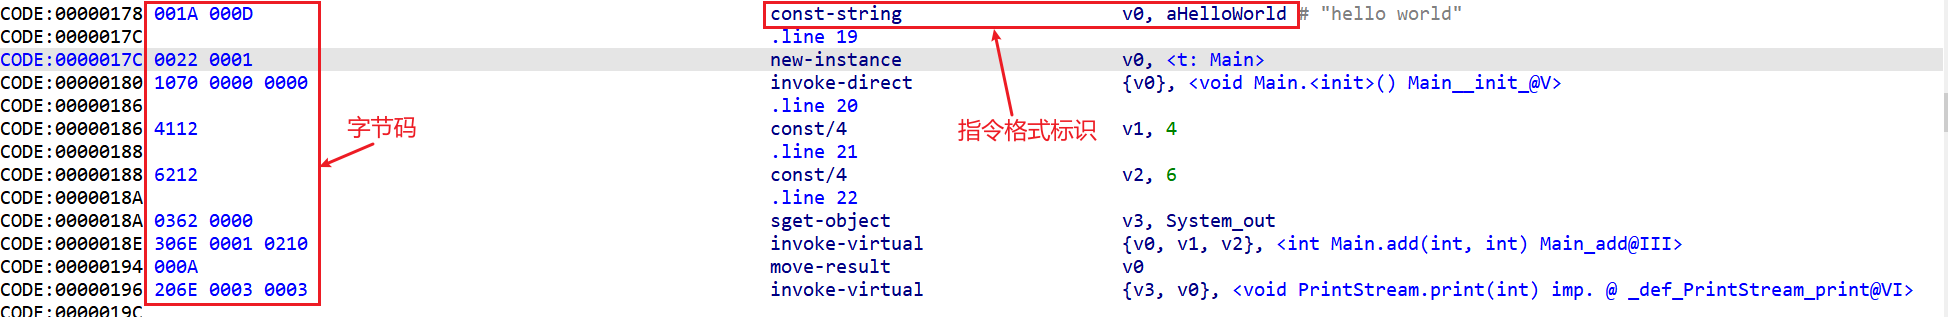 CODE:00000178 001A 000D const-string v0, aHelloWorld # "hello world"
CODE:0000017C .line 19
CODE:0000017C 0022 0001 new-instance v0, <t: Main>
CODE:00000180 1070 0000 0000 invoke-direct {v0}, <void Main.<init>() Main__init_@V>
CODE:00000186 .line 20
CODE:00000186 4112 const/4 v1, 4
CODE:00000188 .line 21
CODE:00000188 6212 const/4 v2, 6
CODE:0000018A .line 22
CODE:0000018A 0362 0000 sget-object v3, System_out
CODE:0000018E 306E 0001 0210 invoke-virtual {v0, v1, v2}, <int Main.add(int, int) Main_add@III>
CODE:00000194 000A move-result v0
CODE:00000196 206E 0003 0003 invoke-virtual {v3, v0}, <void PrintStream.print(int) imp. @ _def_PrintStream_print@VI>
CODE:0000019C
字节码
指令格式标识